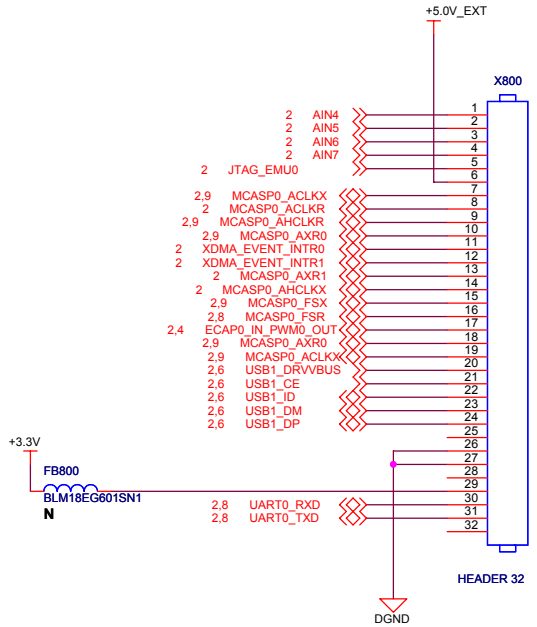 +5.0V_EXT
X800
2 AIN4 1
2 AIN5 2
2 AIN6 3
2 AIN7 4
2 JTAG_EMU0 5
6
2,9 MCASP0_ACLKX 7
2 MCASP0_ACLKR 8
2,9 MCASP0_AHCLKR 9
2,9 MCASP0_AXR0 10
2 XDMA_EVENT_INTR0 11
2 XDMA_EVENT_INTR1 12
2 MCASP0_AXR1 13
2 MCASP0_AHCLKX 14
2,9 MCASP0_FSX 15
2,8 MCASP0_FSR 16
2,4 ECAP0_IN_PWM0_OUT 17
2,9 MCASP0_AXR0 18
2,9 MCASP0_ACLKX 19
2,6 USB1_DRVVBUS 20
2,6 USB1_CE 21
2,6 USB1_ID 22
2,6 USB1_DM 23
2,6 USB1_DP 24
25
26
+3.3V
27
FB800 28
29
BLM18EG601SN1
2,8 UART0_RXD 30
N
2,8 UART0_TXD 31
32
HEADER 32
DGND